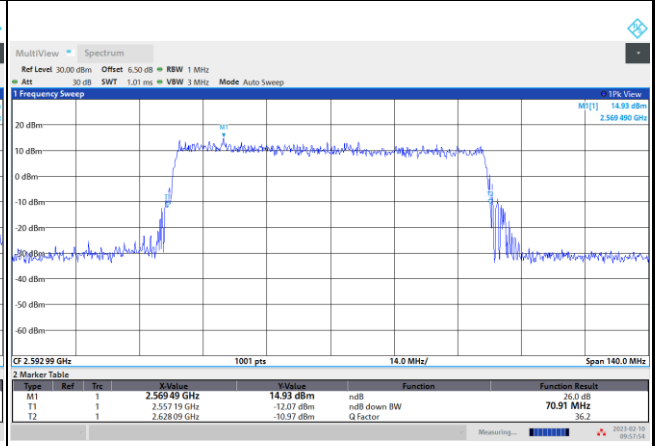 MultiView Spectrum
Ref Level 30.00 dBm Offset 6.50 dB RBW 1 MHz
Att 30 dB SWT 1.01 ms VBW 3 MHz Mode Auto Sweep
1 Frequency Sweep 1Pk View
M1[1] 14.93 dBm
2.569 490 GHz
20 dBm
M1
10 dBm
0 dBm
-10 dBm
-20 dBm
-30 dBm
-40 dBm
-50 dBm
-60 dBm
CF 2.592 99 GHz 1001 pts 14.0 MHz/ Span 140.0 MHz
2 Marker Table
Type Ref Trc X-Value Y-Value Function Function Result
M1 1 2.569 49 GHz 14.93 dBm ndB 26.0 dB
T1 1 2.557 19 GHz -12.07 dBm ndB down BW 70.91 MHz
T2 1 2.628 09 GHz -10.97 dBm Q Factor 36.2
Measuring... 2023-02-10
09:57:54